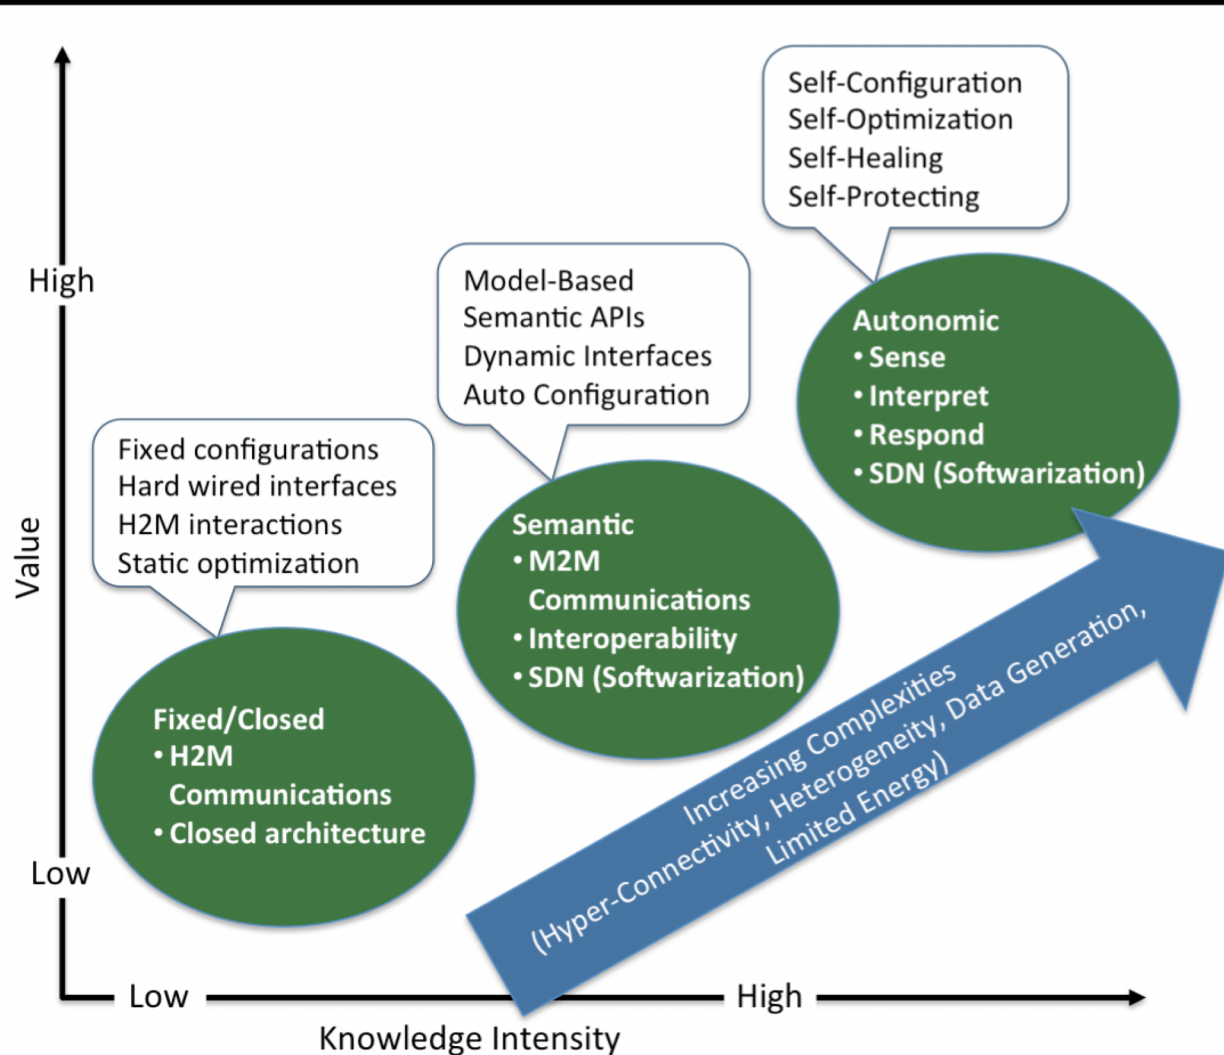 Self-Configuration
Self-Optimization
Self-Healing
Self-Protecting
High
Model-Based
Semantic APIs
Dynamic Interfaces
Auto Configuration
Autonomic
• Sense
• Interpret
• Respond
• SDN (Softwarization)
Fixed configurations
Hard wired interfaces
H2M interactions
Static optimization
Value
Semantic
• M2M
Communications
• Interoperability
• SDN (Softwarization)
Fixed/Closed
• H2M
Communications
• Closed architecture
Increasing Complexities
(Hyper-Connectivity, Heterogeneity, Data Generation,
Limited Energy)
Low
Low
High
Knowledge Intensity